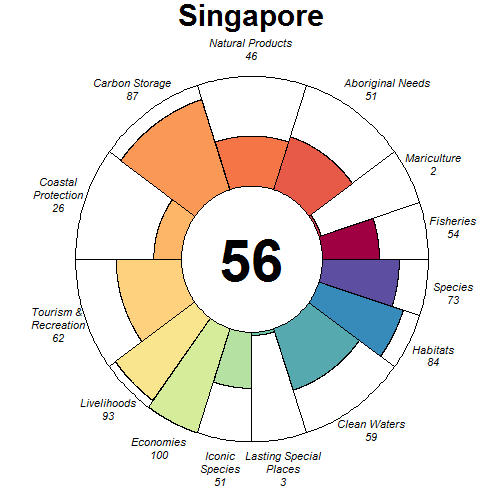 Singapore
Natural Products
46
Carbon Storage
87
Aboriginal Needs
51
Mariculture
2
Coastal
Protection
26
Fisheries
54
56
Species
73
Tourism &
Recreation
62
Habitats
84
Livelihoods
93
Clean Waters
59
Economies
100
Iconic
Species
51
Lasting Special
Places
3